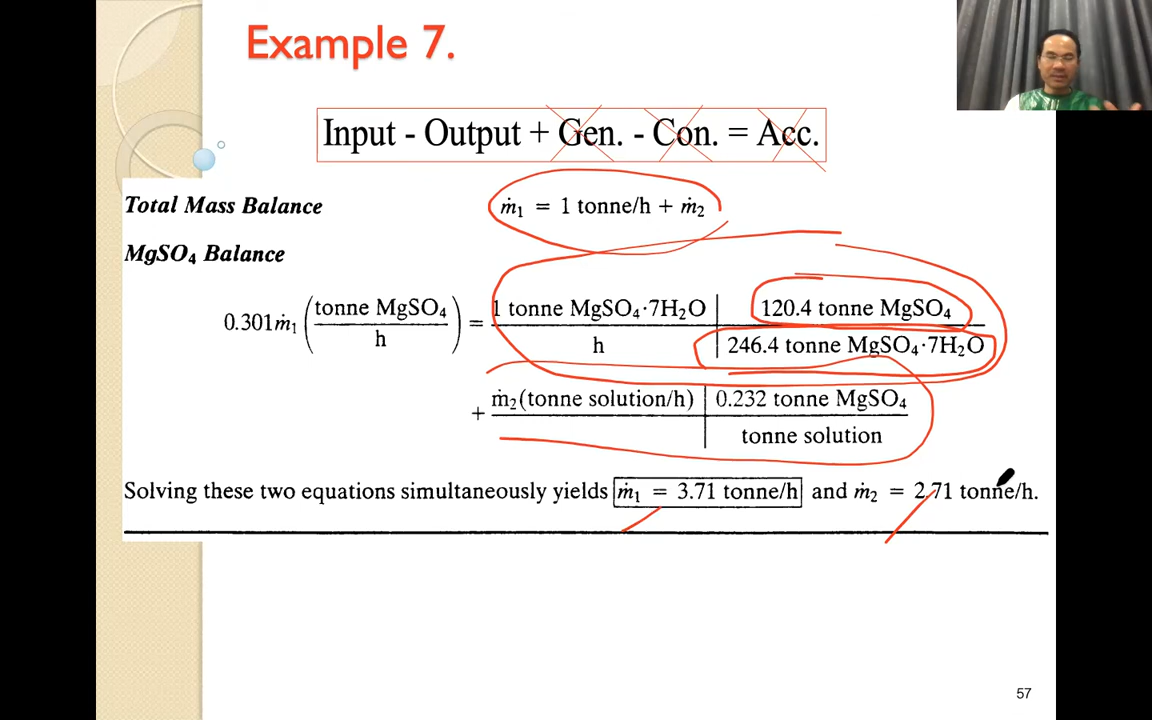 Example 7.
Input - Output + Gen. - Con. = Acc.
Total Mass Balance
ṁ₁ = 1 tonne/h + ṁ₂
MgSO₄ Balance
0.301ṁ₁ (tonne MgSO₄ / h) = 1 tonne MgSO₄·7H₂O / h | 120.4 tonne MgSO₄ / 246.4 tonne MgSO₄·7H₂O
+ ṁ₂(tonne solution/h) | 0.232 tonne MgSO₄ / tonne solution
Solving these two equations simultaneously yields ṁ₁ = 3.71 tonne/h and ṁ₂ = 2.71 tonne/h.
57